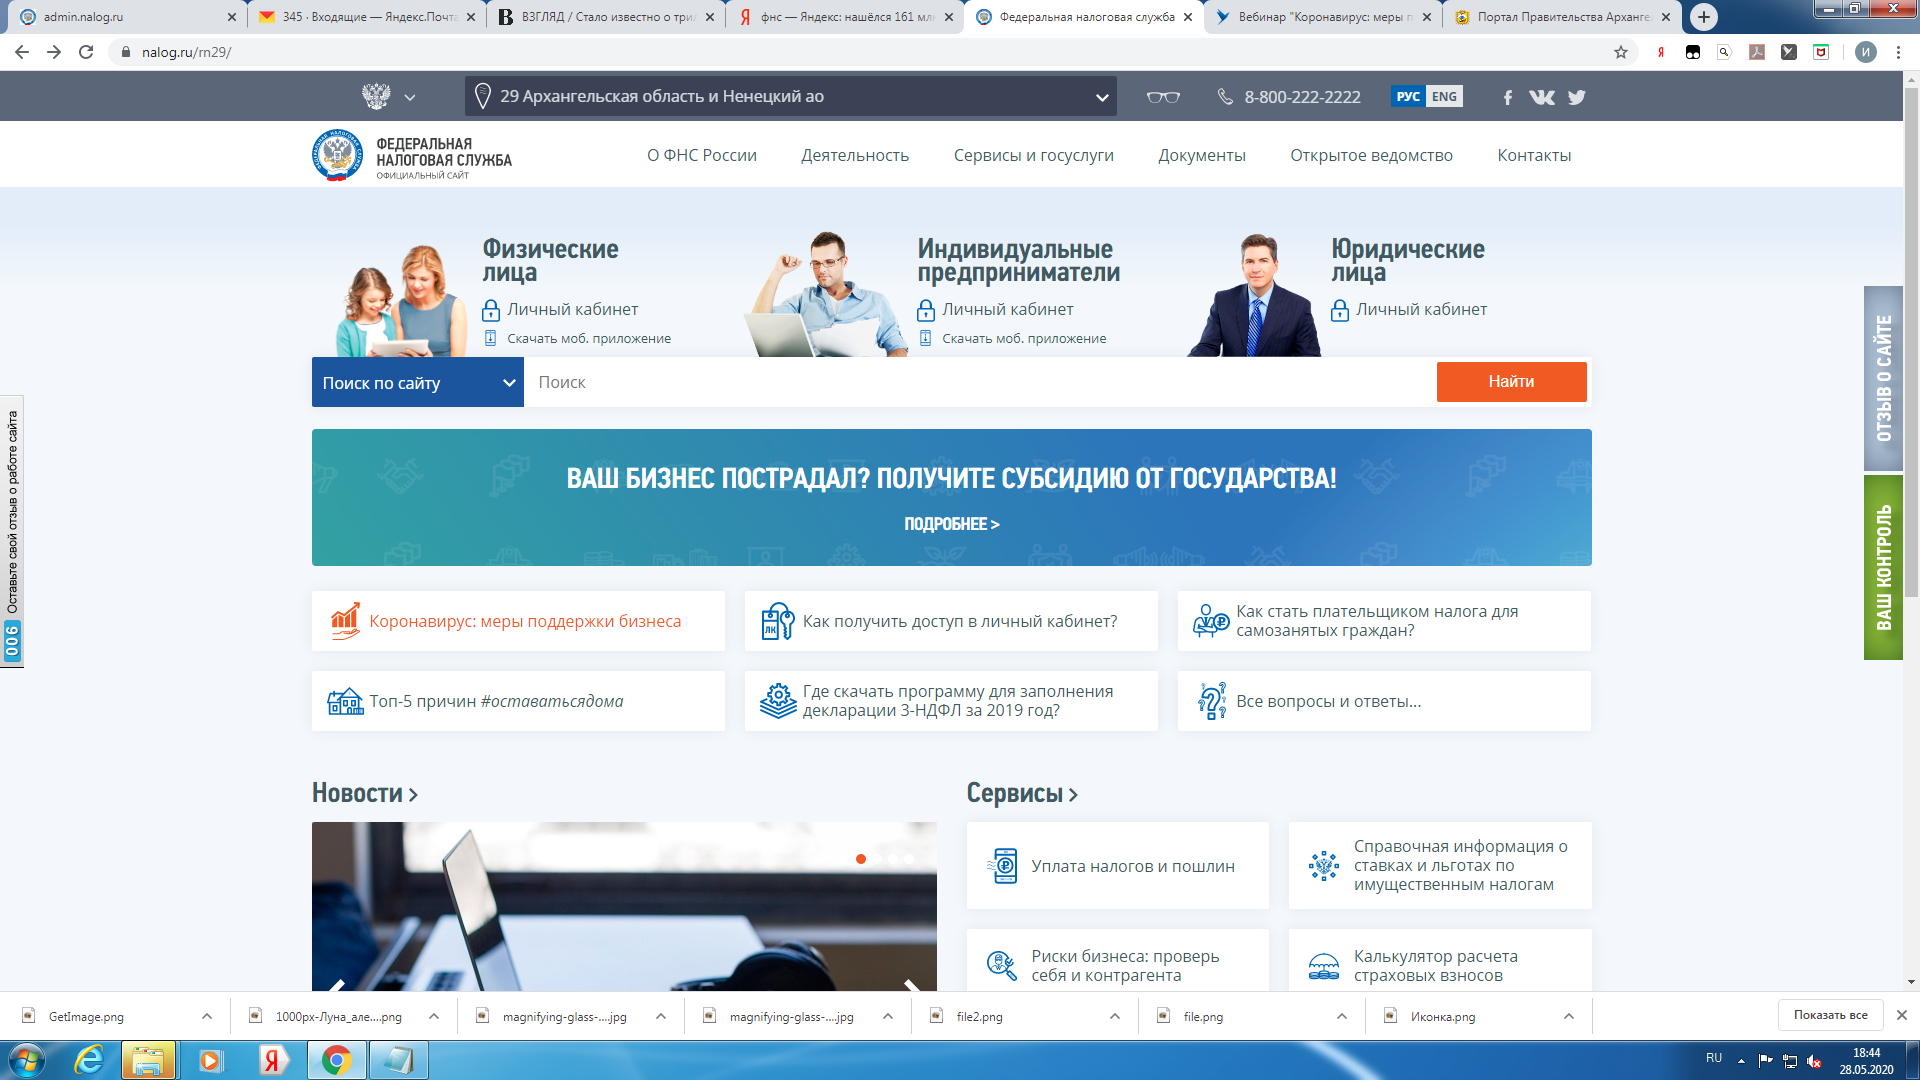 admin.nalog.ru
345 · Входящие — Яндекс.Почта
ВЗГЛЯД / Стало известно о
фнс — Яндекс: нашёлся 161
Федеральная налоговая служба
Вебинар "Коронавирус: меры
Портал Правительства
nalog.ru/rn29/
И
29 Архангельская область и Ненецкий ао
8-800-222-2222
РУС ENG
ФЕДЕРАЛЬНАЯ
НАЛОГОВАЯ СЛУЖБА
ОФИЦИАЛЬНЫЙ САЙТ
О ФНС России
Деятельность
Сервисы и госуслуги
Документы
Открытое ведомство
Контакты
Физические
лица
Личный кабинет
Скачать моб. приложение
Индивидуальные
предприниматели
Личный кабинет
Скачать моб. приложение
Юридические
лица
Личный кабинет
Поиск по сайту
Поиск
Найти
ВАШ БИЗНЕС ПОСТРАДАЛ? ПОЛУЧИТЕ СУБСИДИЮ ОТ ГОСУДАРСТВА!
ПОДРОБНЕЕ >
Коронавирус: меры поддержки бизнеса
ЛК
Как получить доступ в личный кабинет?
Как стать плательщиком налога для
самозанятых граждан?
Топ-5 причин #оставатьсядома
Где скачать программу для заполнения
декларации 3-НДФЛ за 2019 год?
Все вопросы и ответы...
ОТЗЫВ О САЙТЕ
ВАШ КОНТРОЛЬ
Оставьте свой отзыв о работе сайта
006
Новости >
Сервисы >
Уплата налогов и пошлин
Справочная информация о
ставках и льготах по
имущественным налогам
Риски бизнеса: проверь
себя и контрагента
Калькулятор расчета
страховых взносов
GetImage.png
1000px-Луна_але....png
magnifying-glass-....jpg
magnifying-glass-....jpg
file2.png
file.png
Иконка.png
Показать все
RU
18:44
28.05.2020